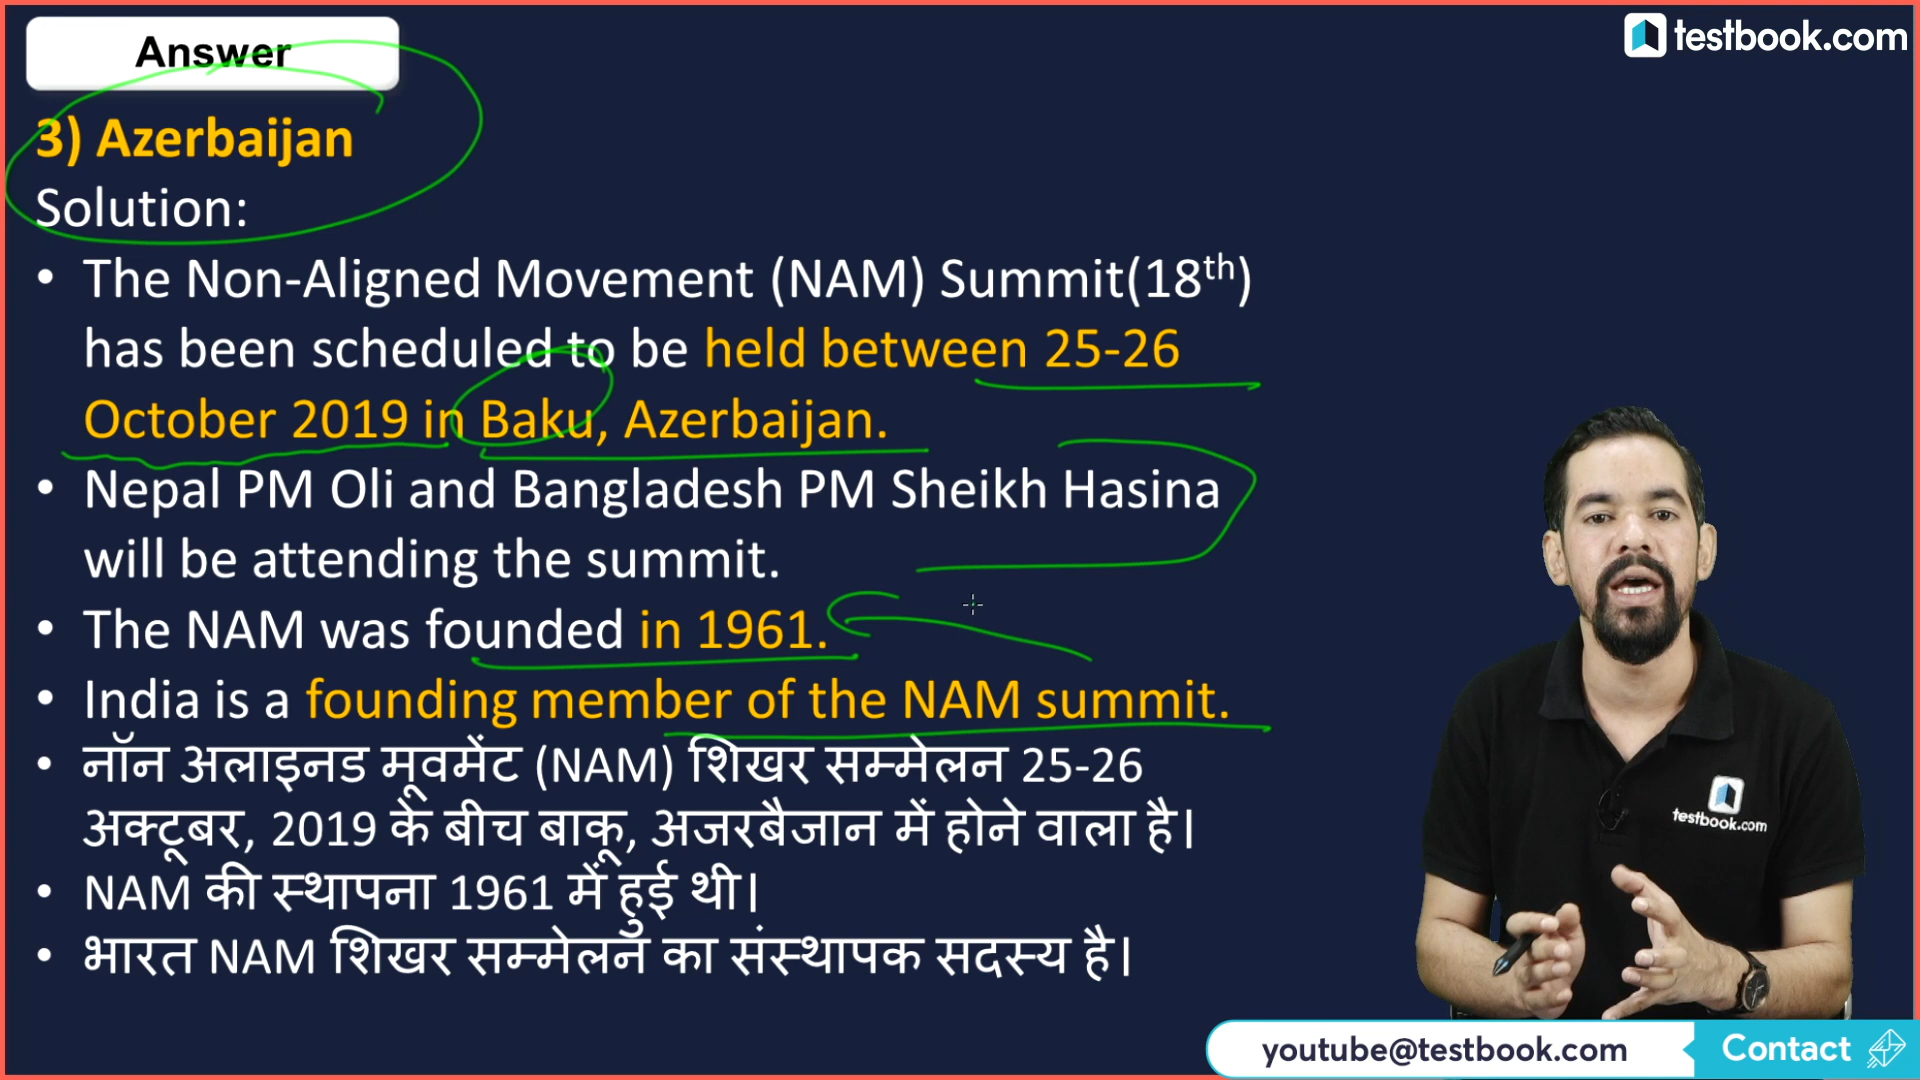 Answer
testbook.com
3) Azerbaijan
Solution:
• The Non-Aligned Movement (NAM) Summit(18th)
has been scheduled to be held between 25-26
October 2019 in Baku, Azerbaijan.
• Nepal PM Oli and Bangladesh PM Sheikh Hasina
will be attending the summit.
• The NAM was founded in 1961.
• India is a founding member of the NAM summit.
• नॉन अलाइनड मूवमेंट (NAM) शिखर सम्मेलन 25-26
अक्टूबर, 2019 के बीच बाकू, अजरबैजान में होने वाला है।
• NAM की स्थापना 1961 में हुई थी।
• भारत NAM शिखर सम्मेलन का संस्थापक सदस्य है।
testbook.com
youtube@testbook.com
Contact